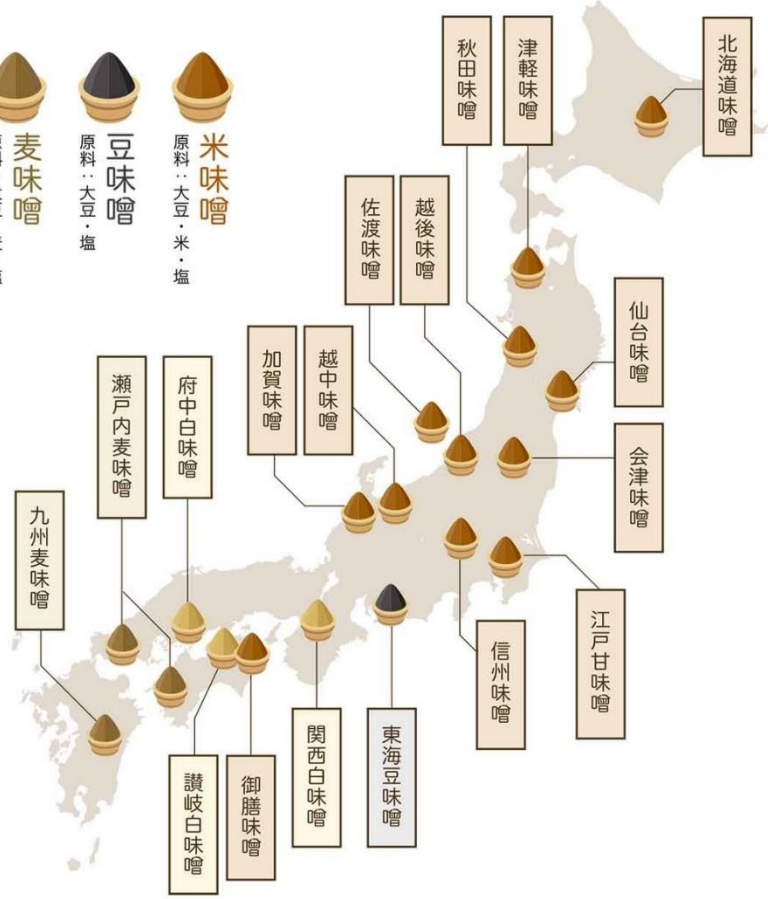 米味噌
原料:大豆・米・塩
豆味噌
原料:大豆・塩
麦味噌
北海道味噌
津軽味噌
秋田味噌
越後味噌
佐渡味噌
仙台味噌
越中味噌
加賀味噌
府中白味噌
瀬戸内麦味噌
会津味噌
九州麦味噌
江戸甘味噌
信州味噌
東海豆味噌
関西白味噌
御膳味噌
讃岐白味噌